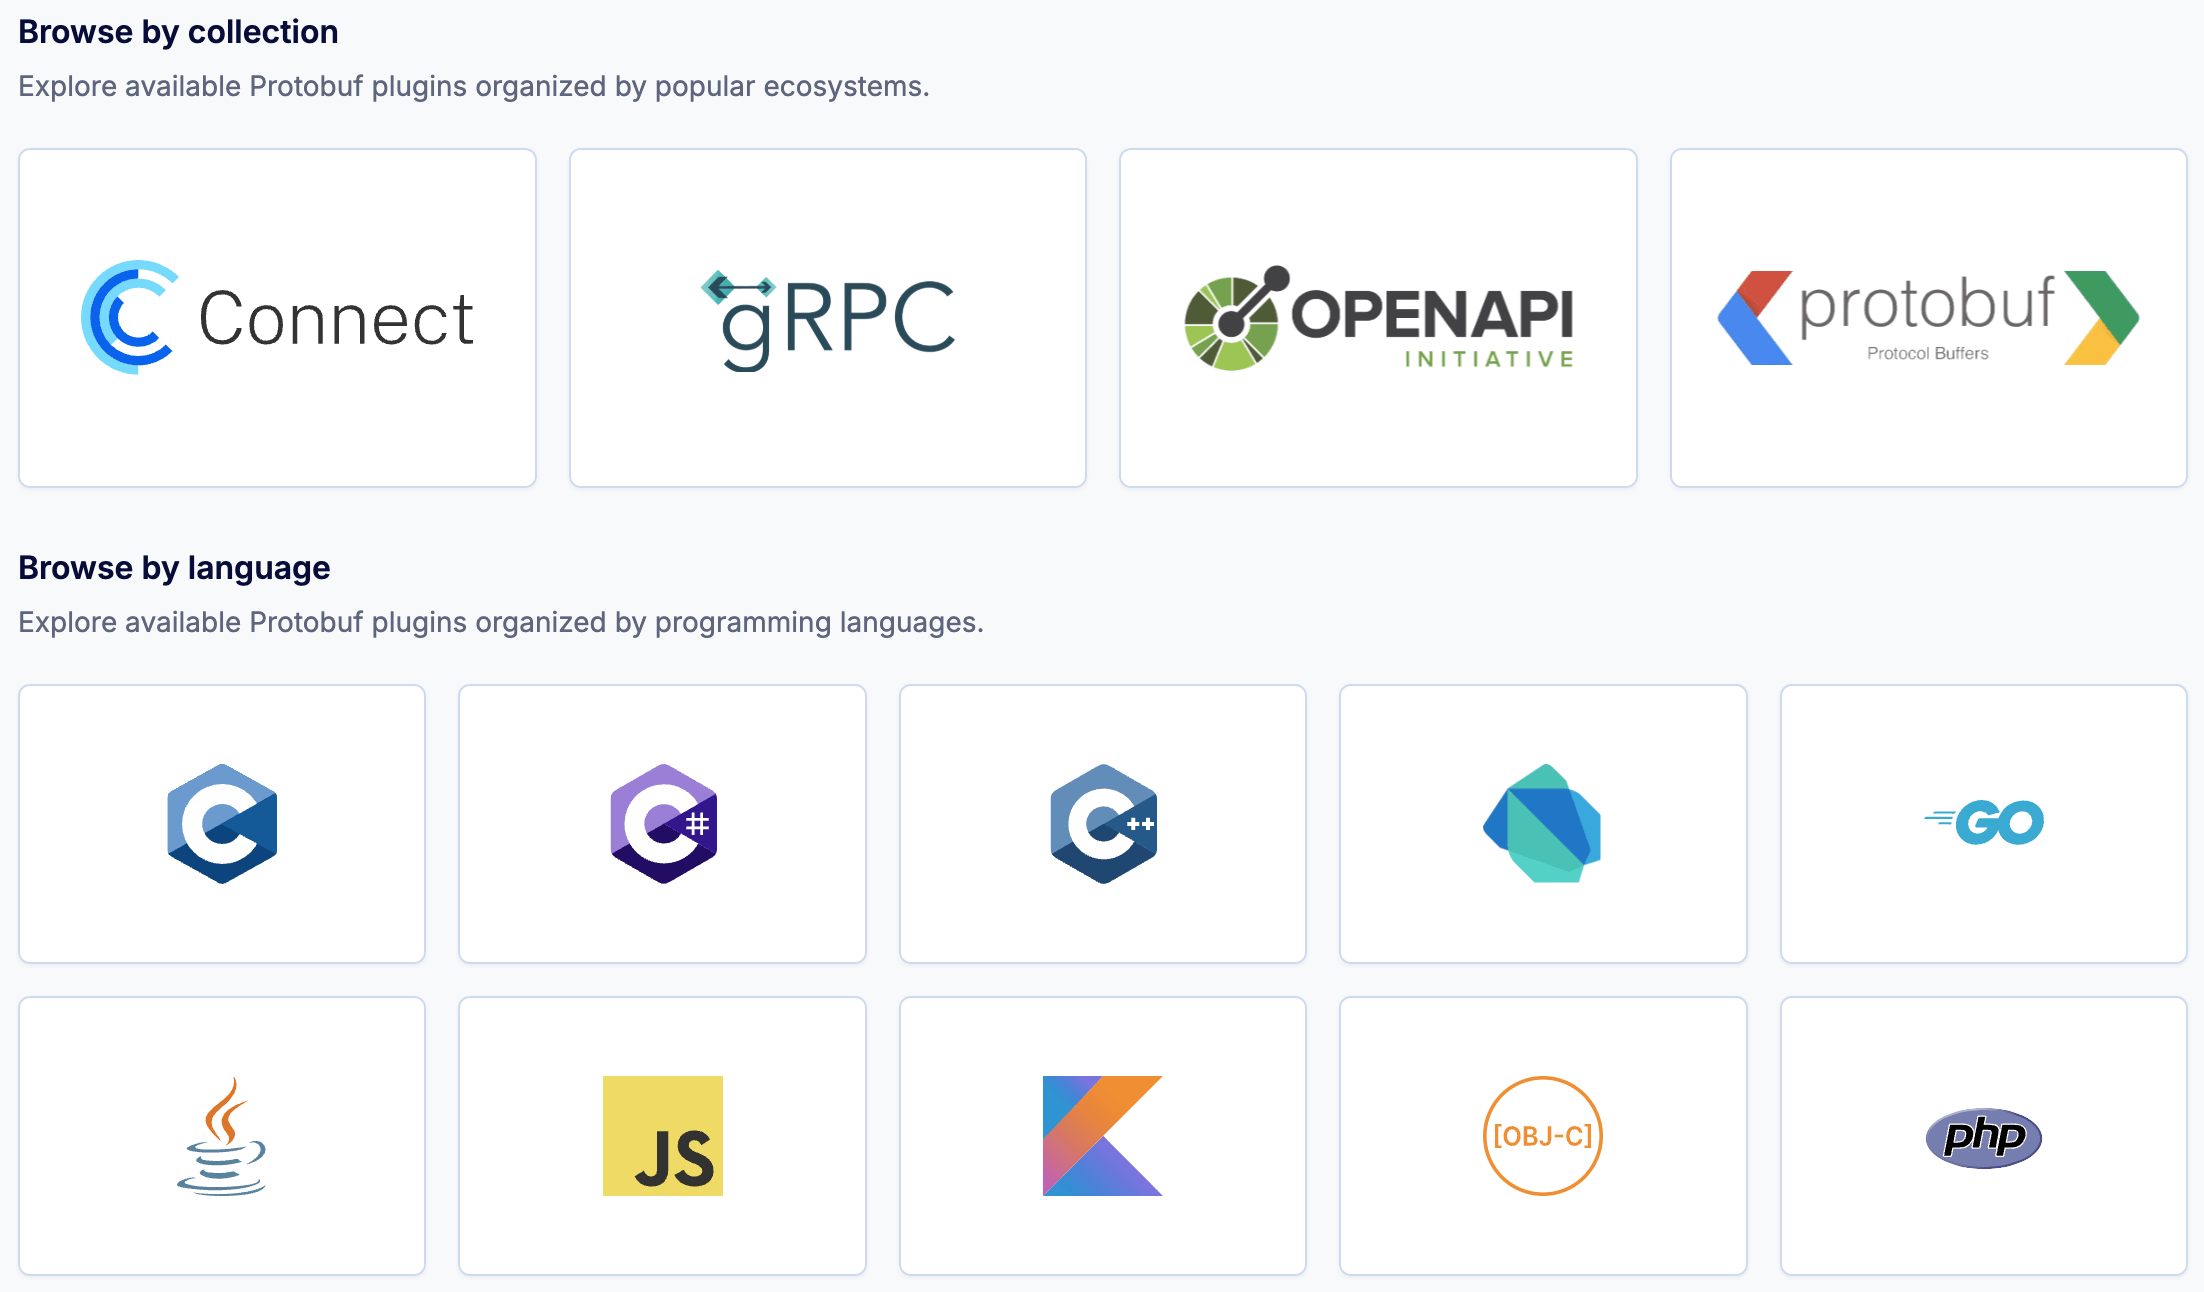 Browse by collection
Explore available Protobuf plugins organized by popular ecosystems.
Connect
gRPC
OPENAPI
INITIATIVE
protobuf
Protocol Buffers
Browse by language
Explore available Protobuf plugins organized by programming languages.
C
C#
C++
GO
JS
[OBJ-C]
php